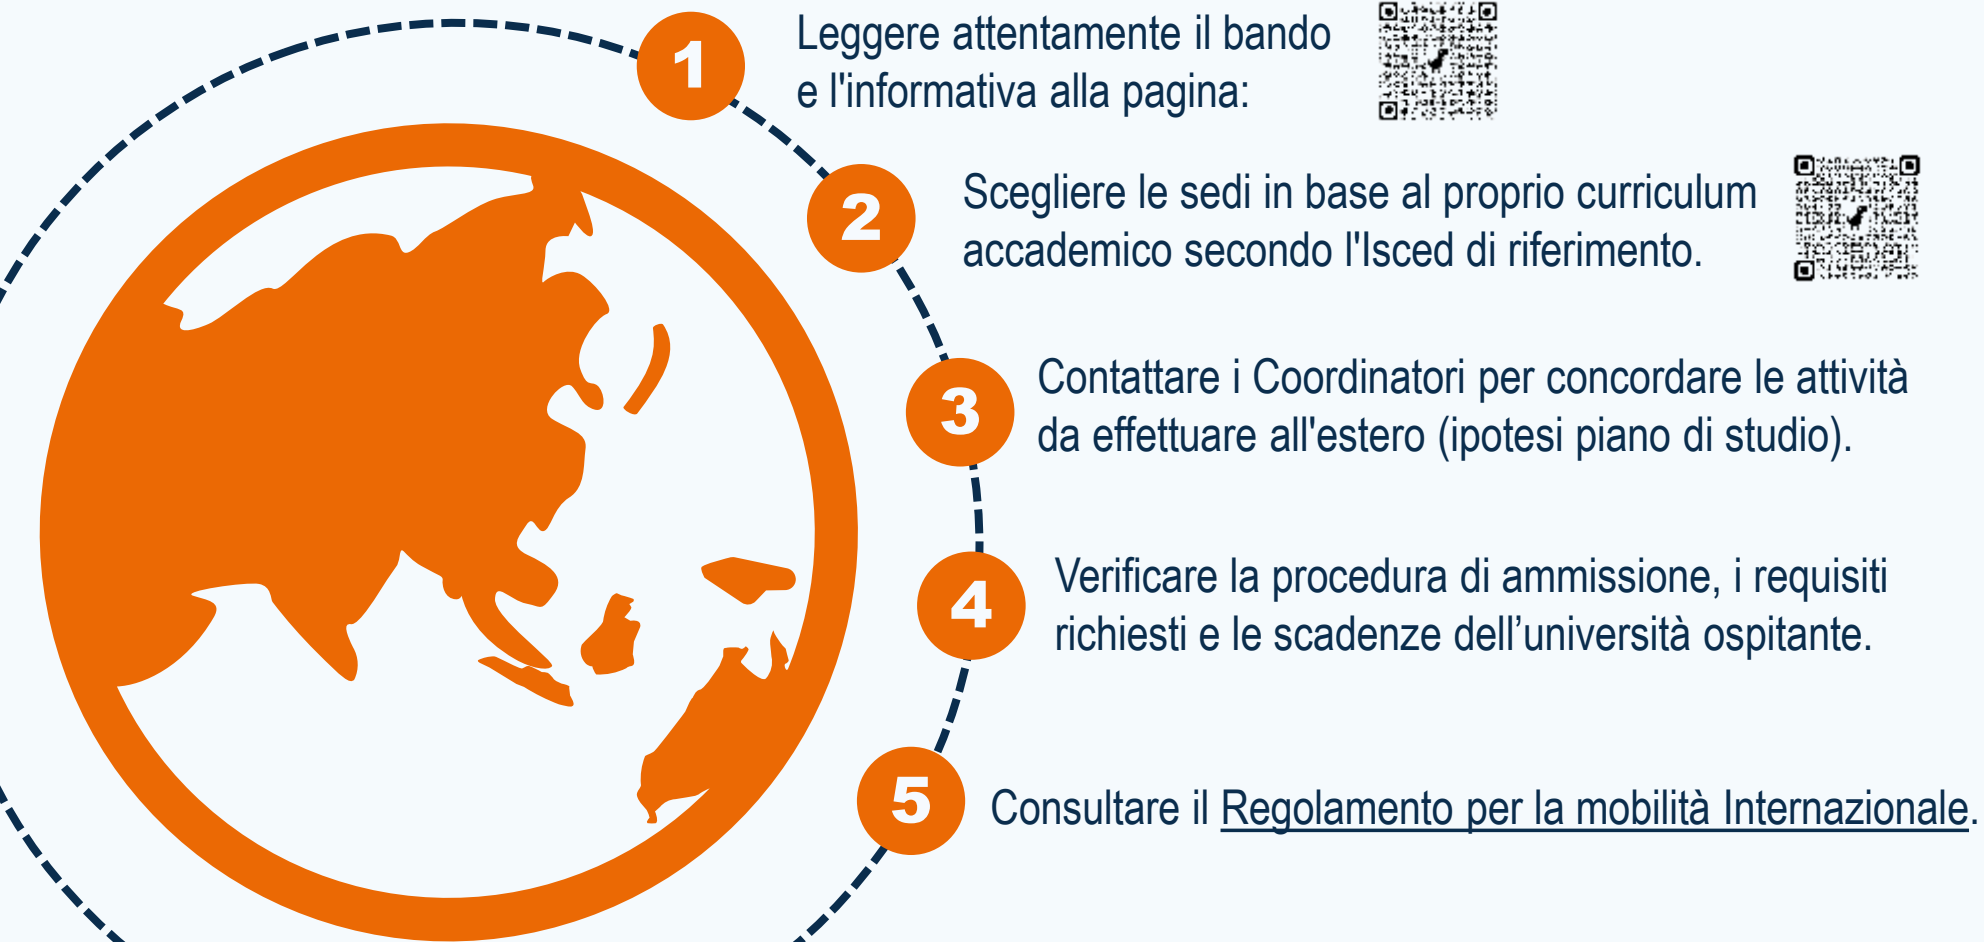 1
Leggere attentamente il bando
e l'informativa alla pagina:
2
Scegliere le sedi in base al proprio curriculum
accademico secondo l'Isced di riferimento.
3
Contattare i Coordinatori per concordare le attività
da effettuare all'estero (ipotesi piano di studio).
4
Verificare la procedura di ammissione, i requisiti
richiesti e le scadenze dell’università ospitante.
5
Consultare il Regolamento per la mobilità Internazionale.